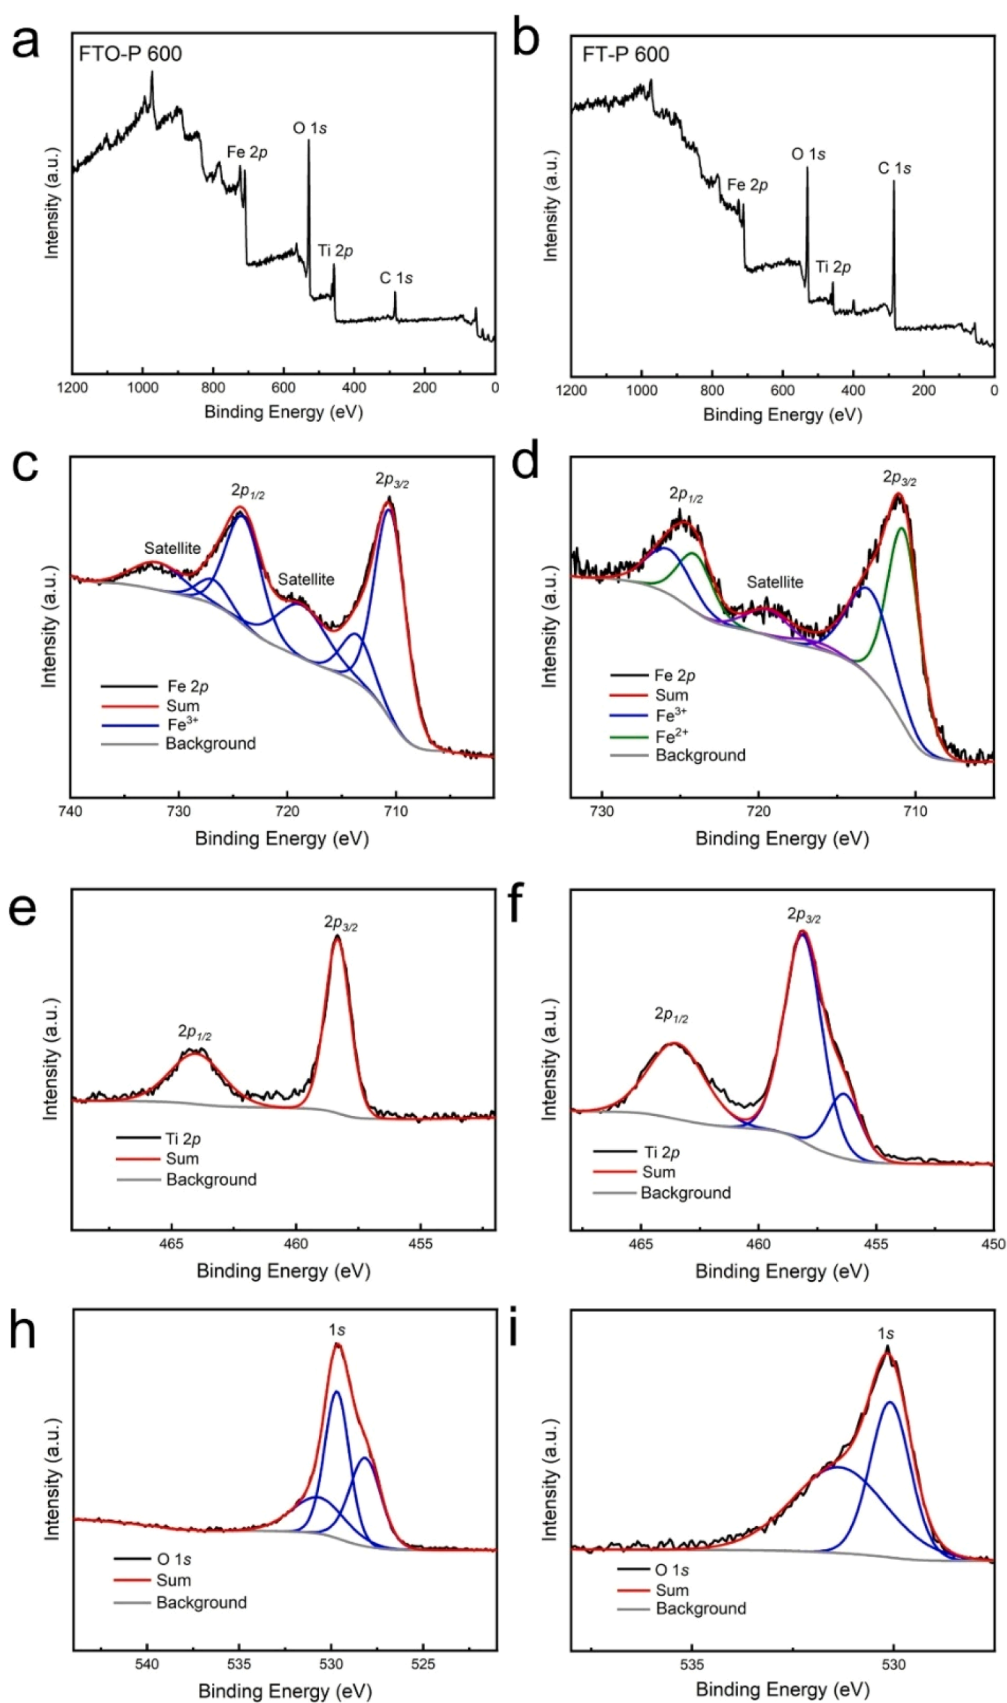 a
FTO-P 600
Fe 2p
O 1s
Ti 2p
C 1s
Intensity (a.u.)
1200 1000 800 600 400 200 0
Binding Energy (eV)
b
FT-P 600
Fe 2p
O 1s
Ti 2p
C 1s
Intensity (a.u.)
1200 1000 800 600 400 200 0
Binding Energy (eV)
c
2p3/2
2p1/2
Satellite
Satellite
Fe 2p
Sum
Fe3+
Background
Intensity (a.u.)
740 730 720 710
Binding Energy (eV)
d
2p3/2
2p1/2
Satellite
Fe 2p
Sum
Fe3+
Fe2+
Background
Intensity (a.u.)
730 720 710
Binding Energy (eV)
e
2p3/2
2p1/2
Ti 2p
Sum
Background
Intensity (a.u.)
465 460 455
Binding Energy (eV)
f
2p3/2
2p1/2
Ti 2p
Sum
Background
Intensity (a.u.)
465 460 455 450
Binding Energy (eV)
h
1s
O 1s
Sum
Background
Intensity (a.u.)
540 535 530 525
Binding Energy (eV)
i
1s
O 1s
Sum
Background
Intensity (a.u.)
535 530
Binding Energy (eV)